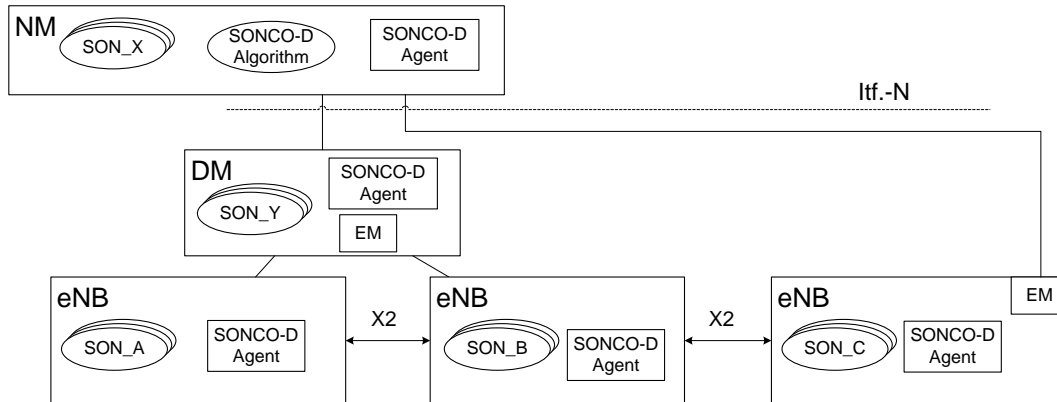 NM
SON_X
SONCO-D
Algorithm
SONCO-D
Agent
Itf.-N
DM
SON_Y
SONCO-D
Agent
EM
eNB
SON_A
SONCO-D
Agent
X2
eNB
SON_B
SONCO-D
Agent
X2
eNB
SON_C
SONCO-D
Agent
EM